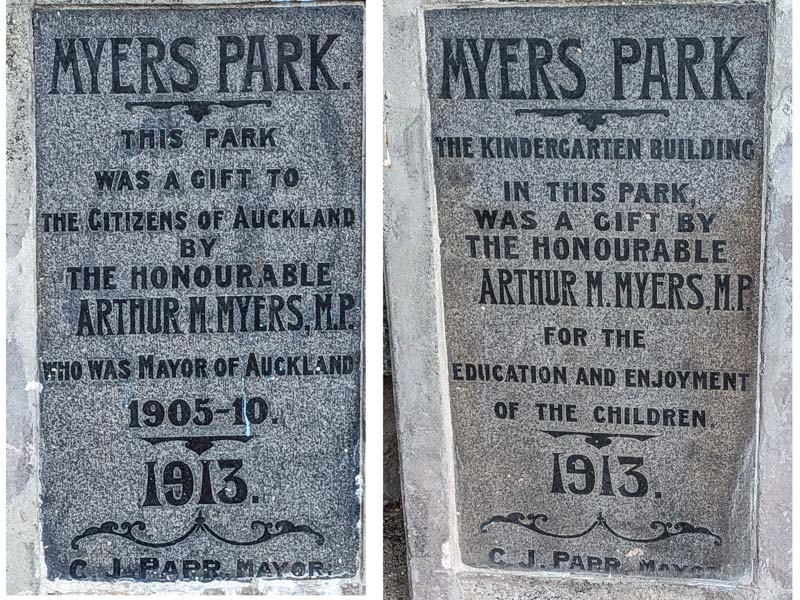 MYERS PARK.
THIS PARK
WAS A GIFT TO
THE CITIZENS OF AUCKLAND
BY
THE HONOURABLE
ARTHUR M. MYERS, M.P.
WHO WAS MAYOR OF AUCKLAND
1905-10.
1913.
C. J. PARR, MAYOR.
MYERS PARK.
THE KINDERGARTEN BUILDING
IN THIS PARK,
WAS A GIFT BY
THE HONOURABLE
ARTHUR M. MYERS, M.P.
FOR THE
EDUCATION AND ENJOYMENT
OF THE CHILDREN.
1913.
C. J. PARR, MAYOR